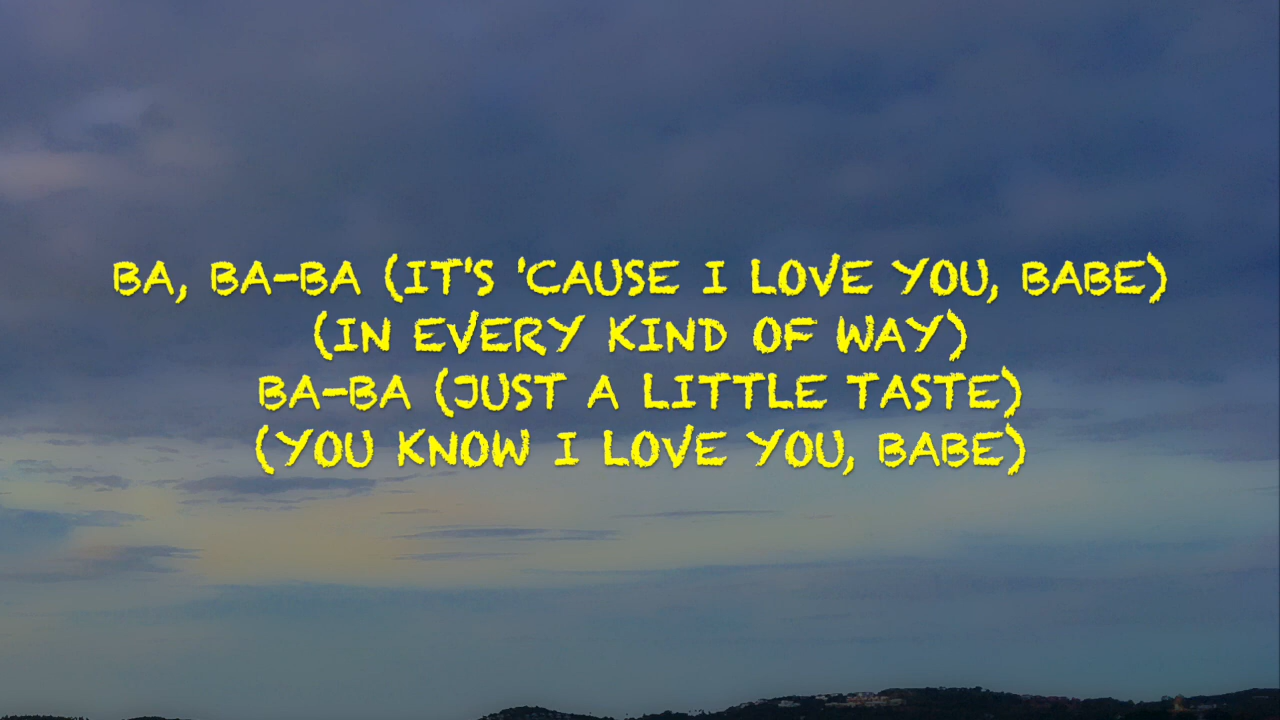 BA, BA-BA (IT'S 'CAUSE I LOVE YOU, BABE)
(IN EVERY KIND OF WAY)
BA-BA (JUST A LITTLE TASTE)
(YOU KNOW I LOVE YOU, BABE)